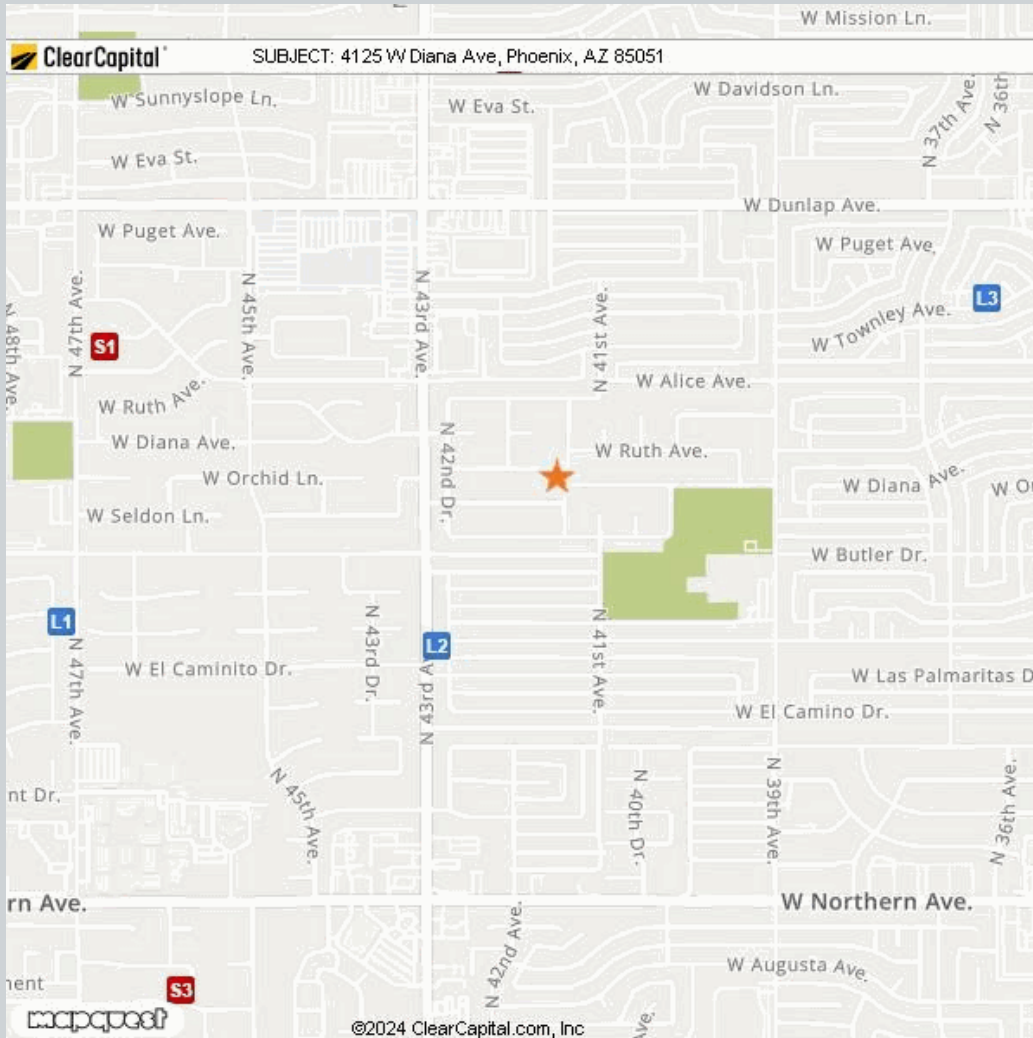 W Mission Ln.
ClearCapital
SUBJECT: 4125 W Diana Ave, Phoenix, AZ 85051
W Sunnyslope Ln.
W Eva St.
W Davidson Ln.
N 37th Ave.
N 36th
W Eva St.
W Dunlap Ave.
W Puget Ave.
W Puget Ave.
N 48th Ave.
N 47th Ave.
N 45th Ave.
N 43rd Ave.
N 41st Ave.
L3
W Townley Ave.
S1
W Alice Ave.
W Ruth Ave.
W Diana Ave.
N 42nd Dr.
W Ruth Ave.
W Orchid Ln.
W Diana Ave.
W Seldon Ln.
W Butler Dr.
L1
L2
N 43rd Dr.
N 41st Ave.
N 47th Ave.
W El Caminito Dr.
N 43rd A
W Las Palmaritas D
W El Camino Dr.
N 45th Ave.
N 40th Dr.
N 39th Ave.
N 36th Ave.
nt Dr.
rn Ave.
W Northern Ave.
N 42nd Ave.
W Augusta Ave.
S3
mapquest
©2024 ClearCapital.com, Inc